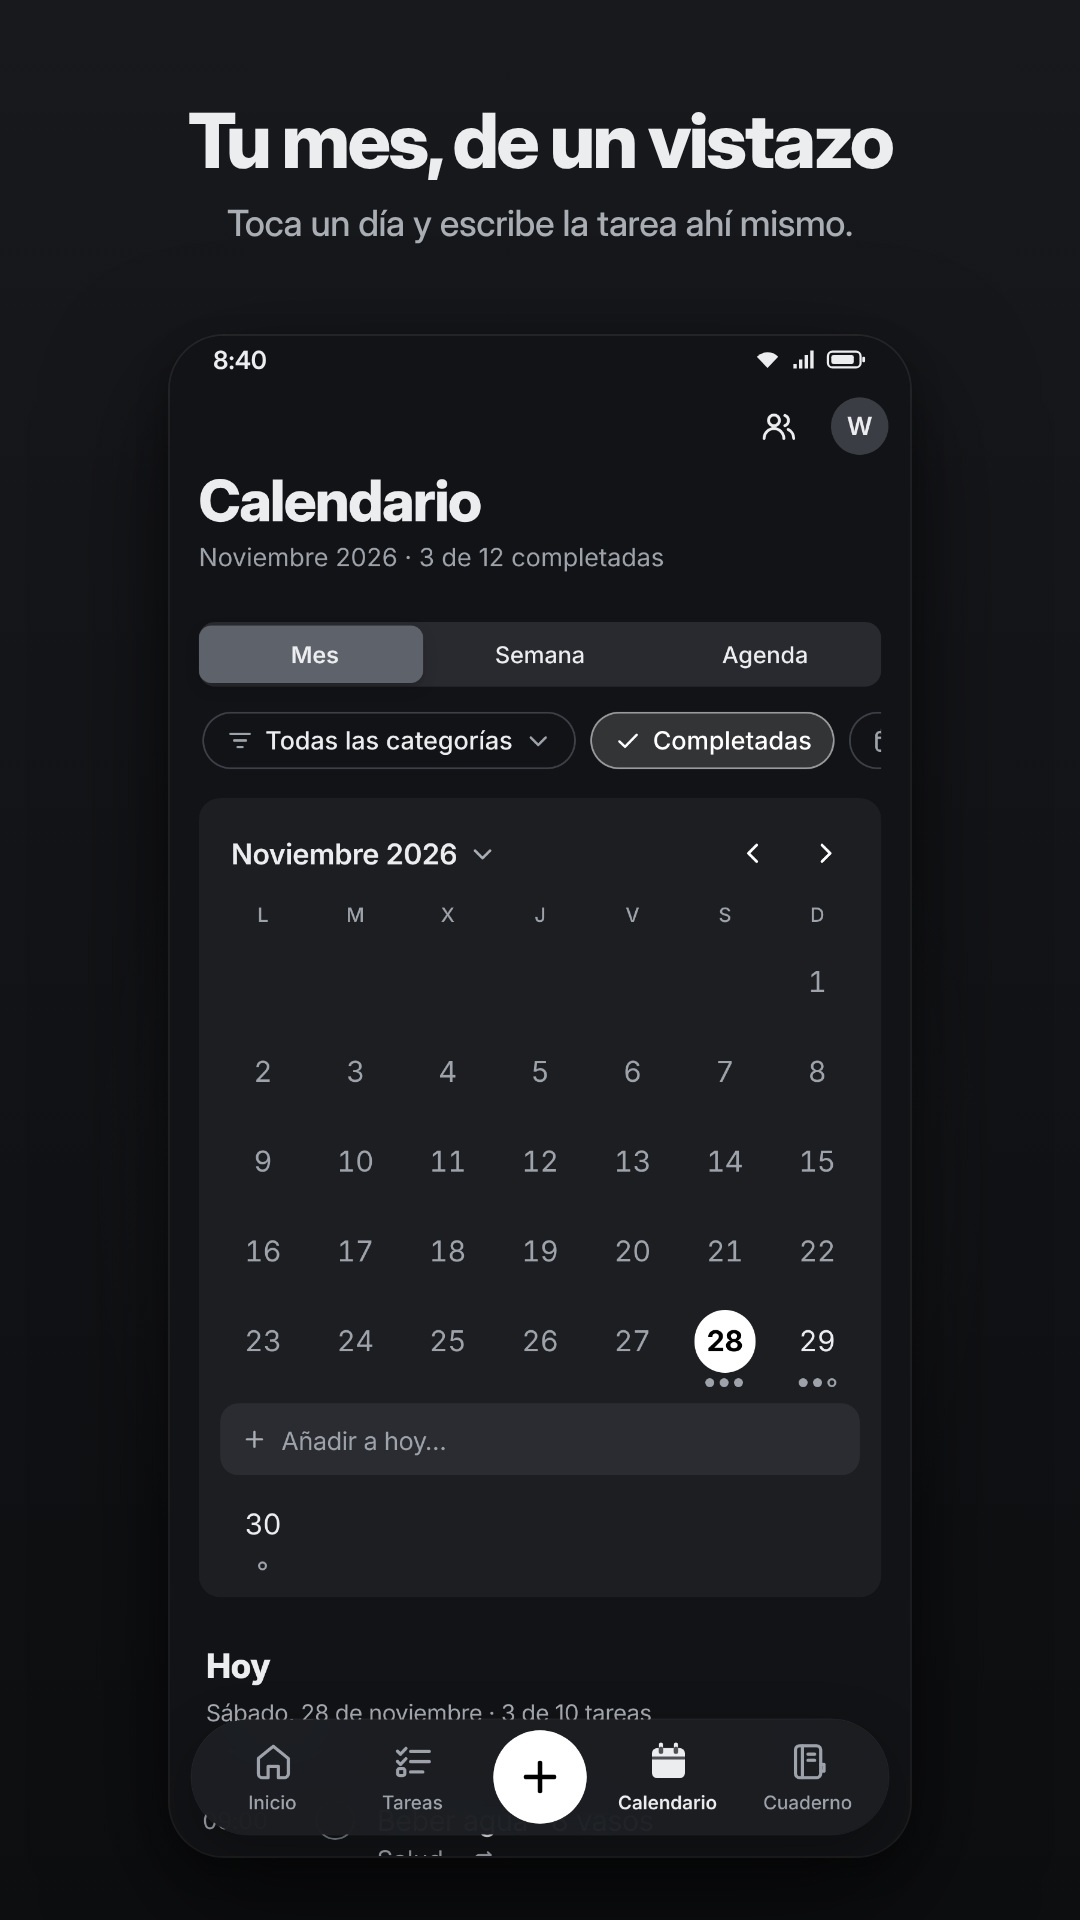 Tu mes, de un vistazo
Toca un día y escribe la tarea ahí mismo.
8:40
W
Calendario
Noviembre 2026 · 3 de 12 completadas
Mes Semana Agenda
Todas las categorías Completadas
Noviembre 2026
L M X J V S D
1
2 3 4 5 6 7 8
9 10 11 12 13 14 15
16 17 18 19 20 21 22
23 24 25 26 27 28 29
+ Añadir a hoy...
30
Hoy
Sábado, 28 de noviembre · 3 de 10 tareas
Inicio Tareas + Calendario Cuaderno
Beber agua
vasos
Salud